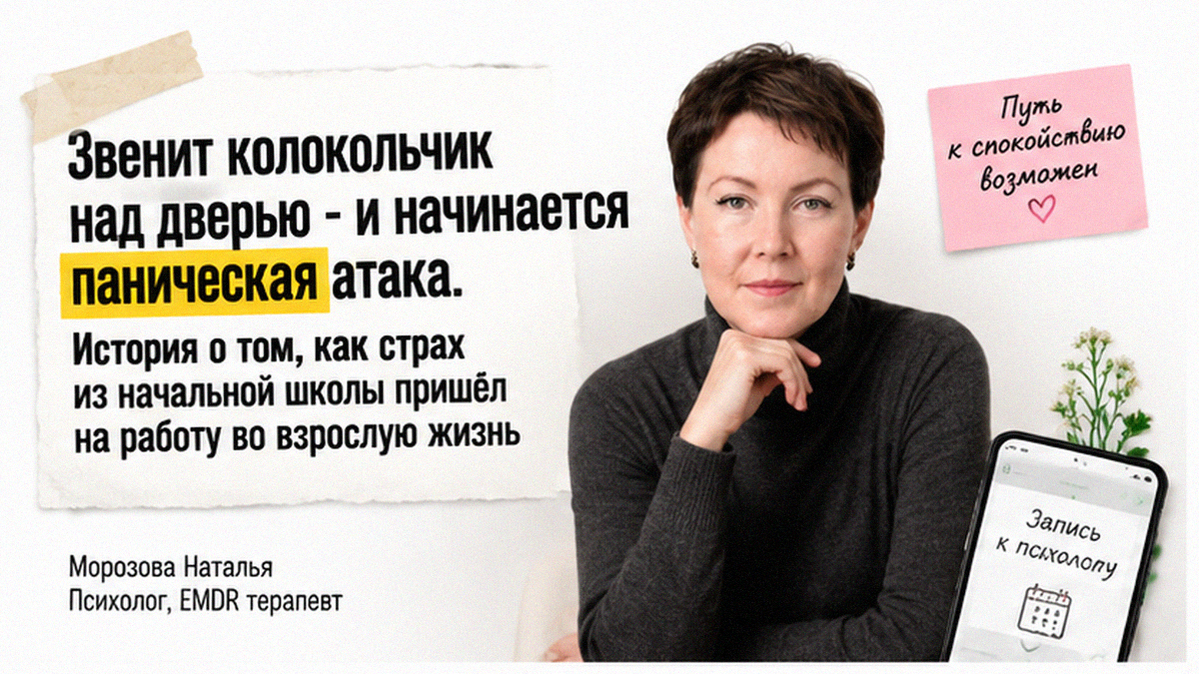 Звенит колокольчик
над дверью - и начинается
паническая атака.
История о том, как страх
из начальной школы пришёл
на работу во взрослую жизнь
Морозова Наталья
Психолог, EMDR терапевт
Путь
к спокойствию
возможен
Запись
к психологу